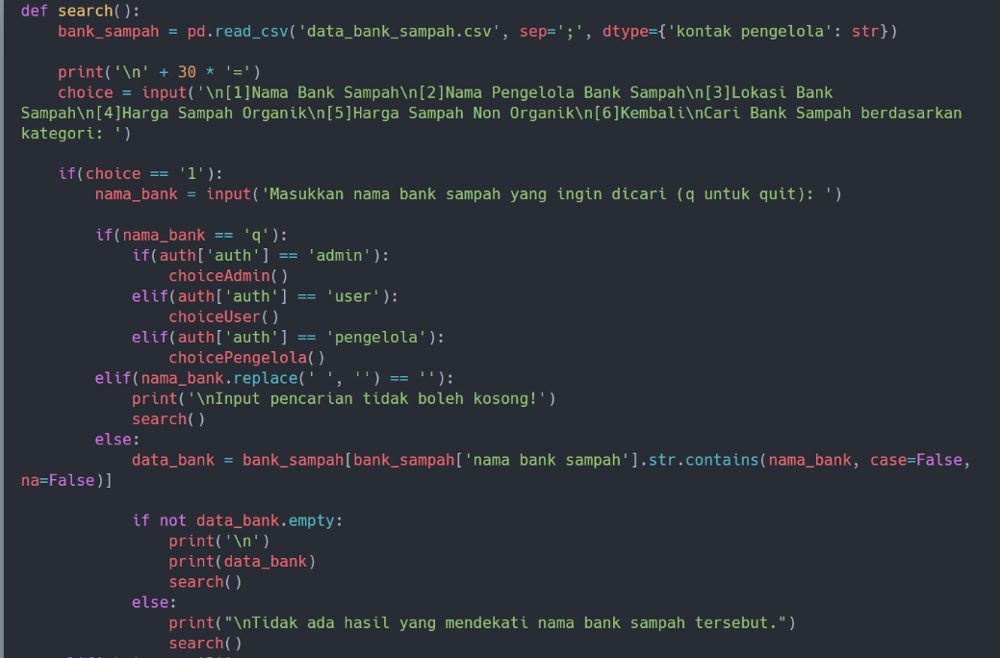 def search():
    bank_sampah = pd.read_csv('data_bank_sampah.csv', sep=';', dtype={'kontak pengelola': str})

    print('\n' + 30 * '=')
    choice = input('\n[1]Nama Bank Sampah\n[2]Nama Pengelola Bank Sampah\n[3]Lokasi Bank
Sampah\n[4]Harga Sampah Organik\n[5]Harga Sampah Non Organik\n[6]Kembali\nCari Bank Sampah berdasarkan
kategori: ')

    if(choice == '1'):
        nama_bank = input('Masukkan nama bank sampah yang ingin dicari (q untuk quit): ')

        if(nama_bank == 'q'):
            if(auth['auth'] == 'admin'):
                choiceAdmin()
            elif(auth['auth'] == 'user'):
                choiceUser()
            elif(auth['auth'] == 'pengelola'):
                choicePengelola()
        elif(nama_bank.replace(' ', '') == ''):
            print('\nInput pencarian tidak boleh kosong!')
            search()
        else:
            data_bank = bank_sampah[bank_sampah['nama bank sampah'].str.contains(nama_bank, case=False,
na=False)]

            if not data_bank.empty:
                print('\n')
                print(data_bank)
                search()
            else:
                print("\nTidak ada hasil yang mendekati nama bank sampah tersebut.")
                search()